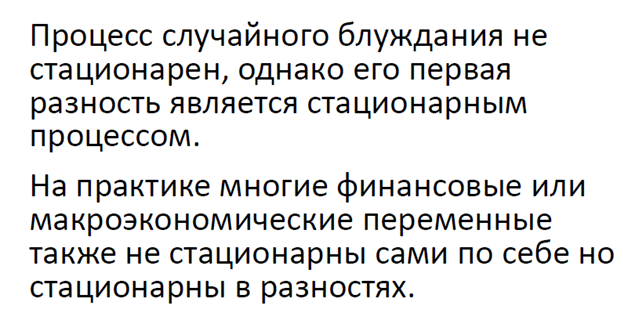 Процесс случайного блуждания не
стационарен, однако его первая
разность является стационарным
процессом.
На практике многие финансовые или
макроэкономические переменные
также не стационарны сами по себе но
стационарны в разностях.